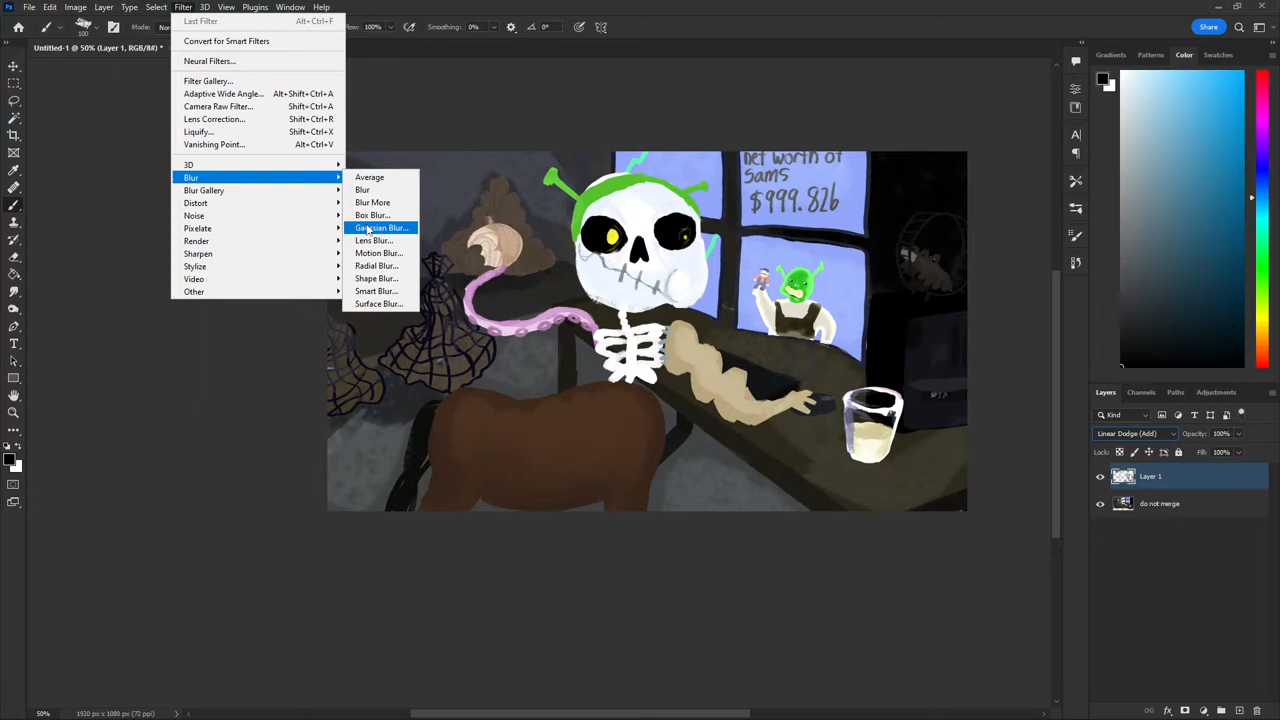 Ps File Edit Image Layer Type Select Filter 3D View Plugins Window Help
100 Mode: Flow: 100% Smoothing: 0% 0° Share
Untitled-1 @ 50% (Layer 1, RGB/8#) *
Last Filter Alt+Ctrl+F
Convert for Smart Filters
Neural Filters...
Filter Gallery...
Adaptive Wide Angle... Alt+Shift+Ctrl+A
Camera Raw Filter... Shift+Ctrl+A
Lens Correction... Shift+Ctrl+R
Liquify... Shift+Ctrl+X
Vanishing Point... Alt+Ctrl+V
3D
Blur
Blur Gallery
Distort
Noise
Pixelate
Render
Sharpen
Stylize
Video
Other
Average
Blur
Blur More
Box Blur...
Gaussian Blur...
Lens Blur...
Motion Blur...
Radial Blur...
Shape Blur...
Smart Blur...
Surface Blur...
net worth of
sams
$999.826
Gradients Patterns Color Swatches
Layers Channels Paths Adjustments
Kind
Linear Dodge (Add) Opacity: 100%
Lock: Fill: 100%
Layer 1
do not merge
50% 1920 px x 1080 px (72 ppi)